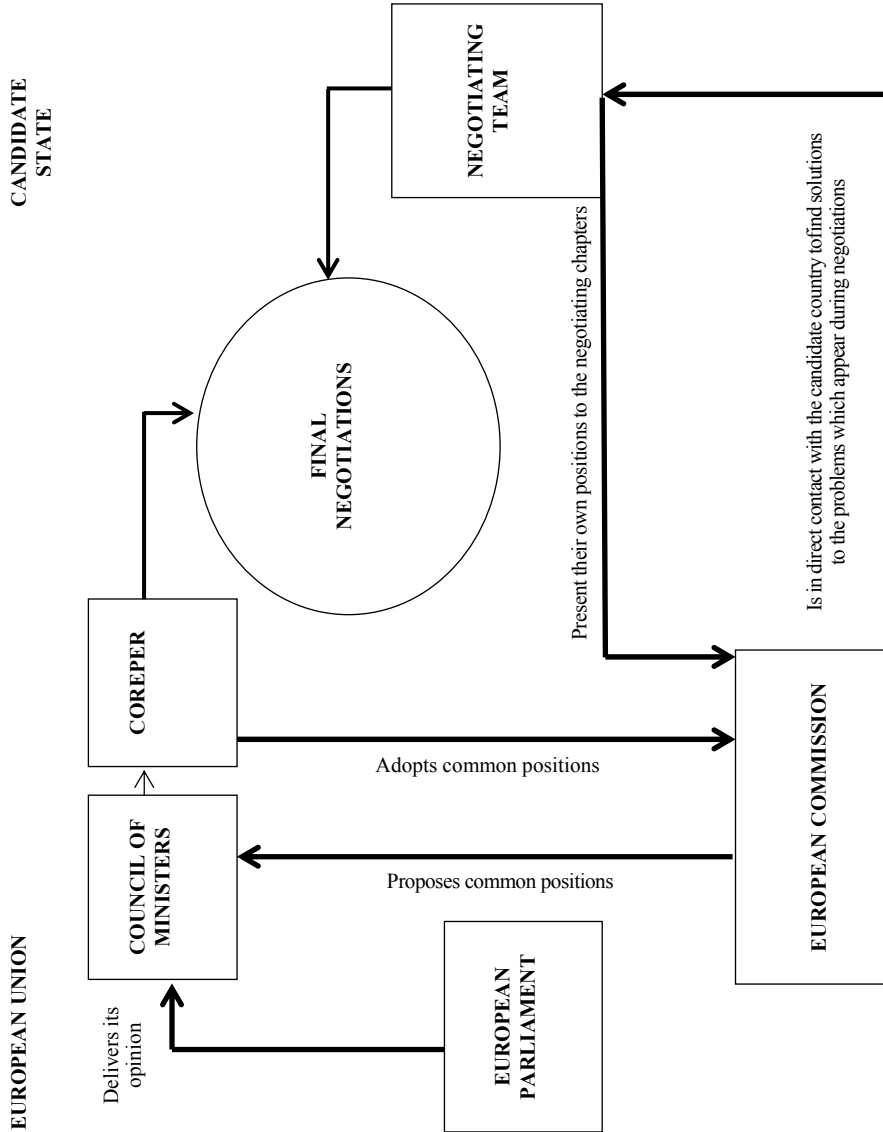 EUROPEAN UNION
CANDIDATE
STATE
Delivers its
opinion
COUNCIL OF
MINISTERS
COREPER
FINAL
NEGOTIATIONS
NEGOTIATING
TEAM
EUROPEAN
PARLIAMENT
Proposes common positions
Adopts common positions
Present their own positions to the negotiating chapters
EUROPEAN COMMISSION
Is in direct contact with the candidate country tofind solutions
to the problems which appear during negotiations